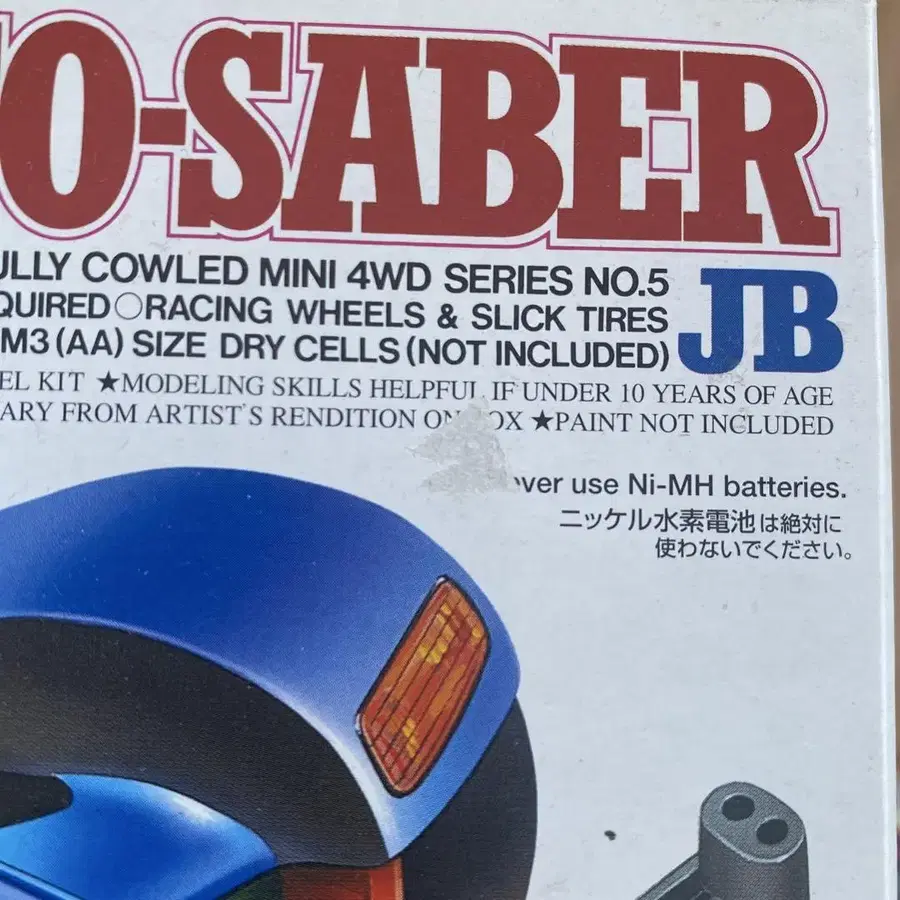 O-SABER
ULLY COWLED MINI 4WD SERIES NO.5
QUIRED○RACING WHEELS & SLICK TIRES
M3 (AA) SIZE DRY CELLS (NOT INCLUDED)
JB
EL KIT ★MODELING SKILLS HELPFUL IF UNDER 10 YEARS OF AGE
ARY FROM ARTIST'S RENDITION ON BOX ★PAINT NOT INCLUDED
ver use Ni-MH batteries.
ニッケル水素電池は絶対に
使わないでください。